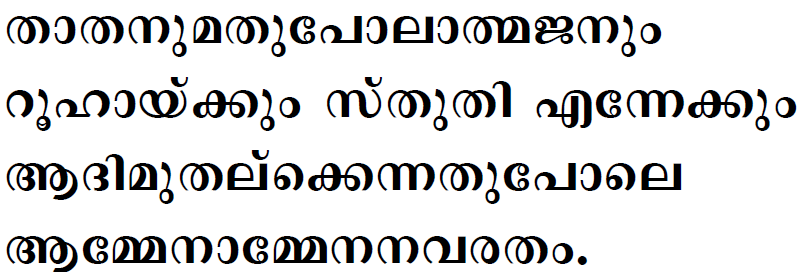 താതനുമതുപോലാത്മജനും
റൂഹായ്ക്കും സ്തുതി എന്നേക്കും
ആദിമുതല്ക്കെന്നതുപോലെ
ആമ്മേനാമ്മേനനവരതം.